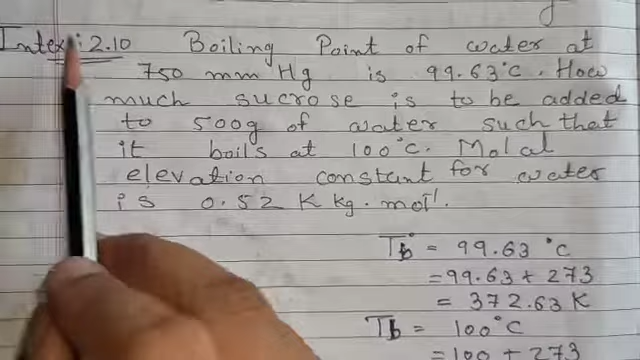 Intext 2.10 Boiling Point of water at
750 mm Hg is 99.63°C. How
much sucrose is to be added
to 500g of water such that
it boils at 100°C. Molal
elevation constant for water
is 0.52 K kg. mol⁻¹.
Tb° = 99.63 °C
= 99.63 + 273
= 372.63 K
Tb = 100°C
= 100 + 273